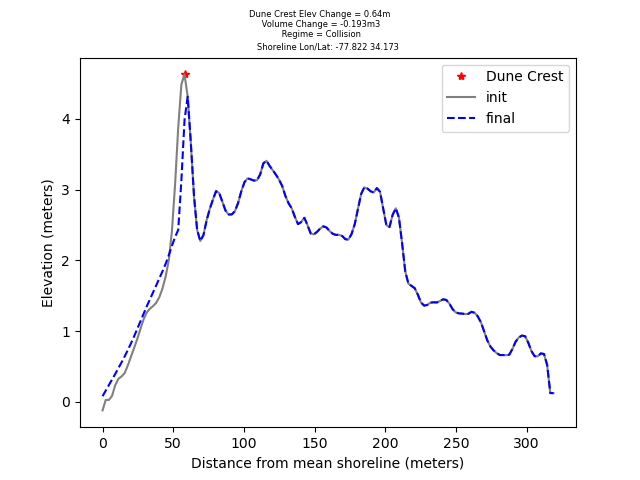 Dune Crest Elev Change = 0.64m
Volume Change = -0.193m3
Regime = Collision
Shoreline Lon/Lat: -77.822 34.173
Dune Crest
init
final
4
3
2
1
0
Elevation (meters)
0 50 100 150 200 250 300
Distance from mean shoreline (meters)